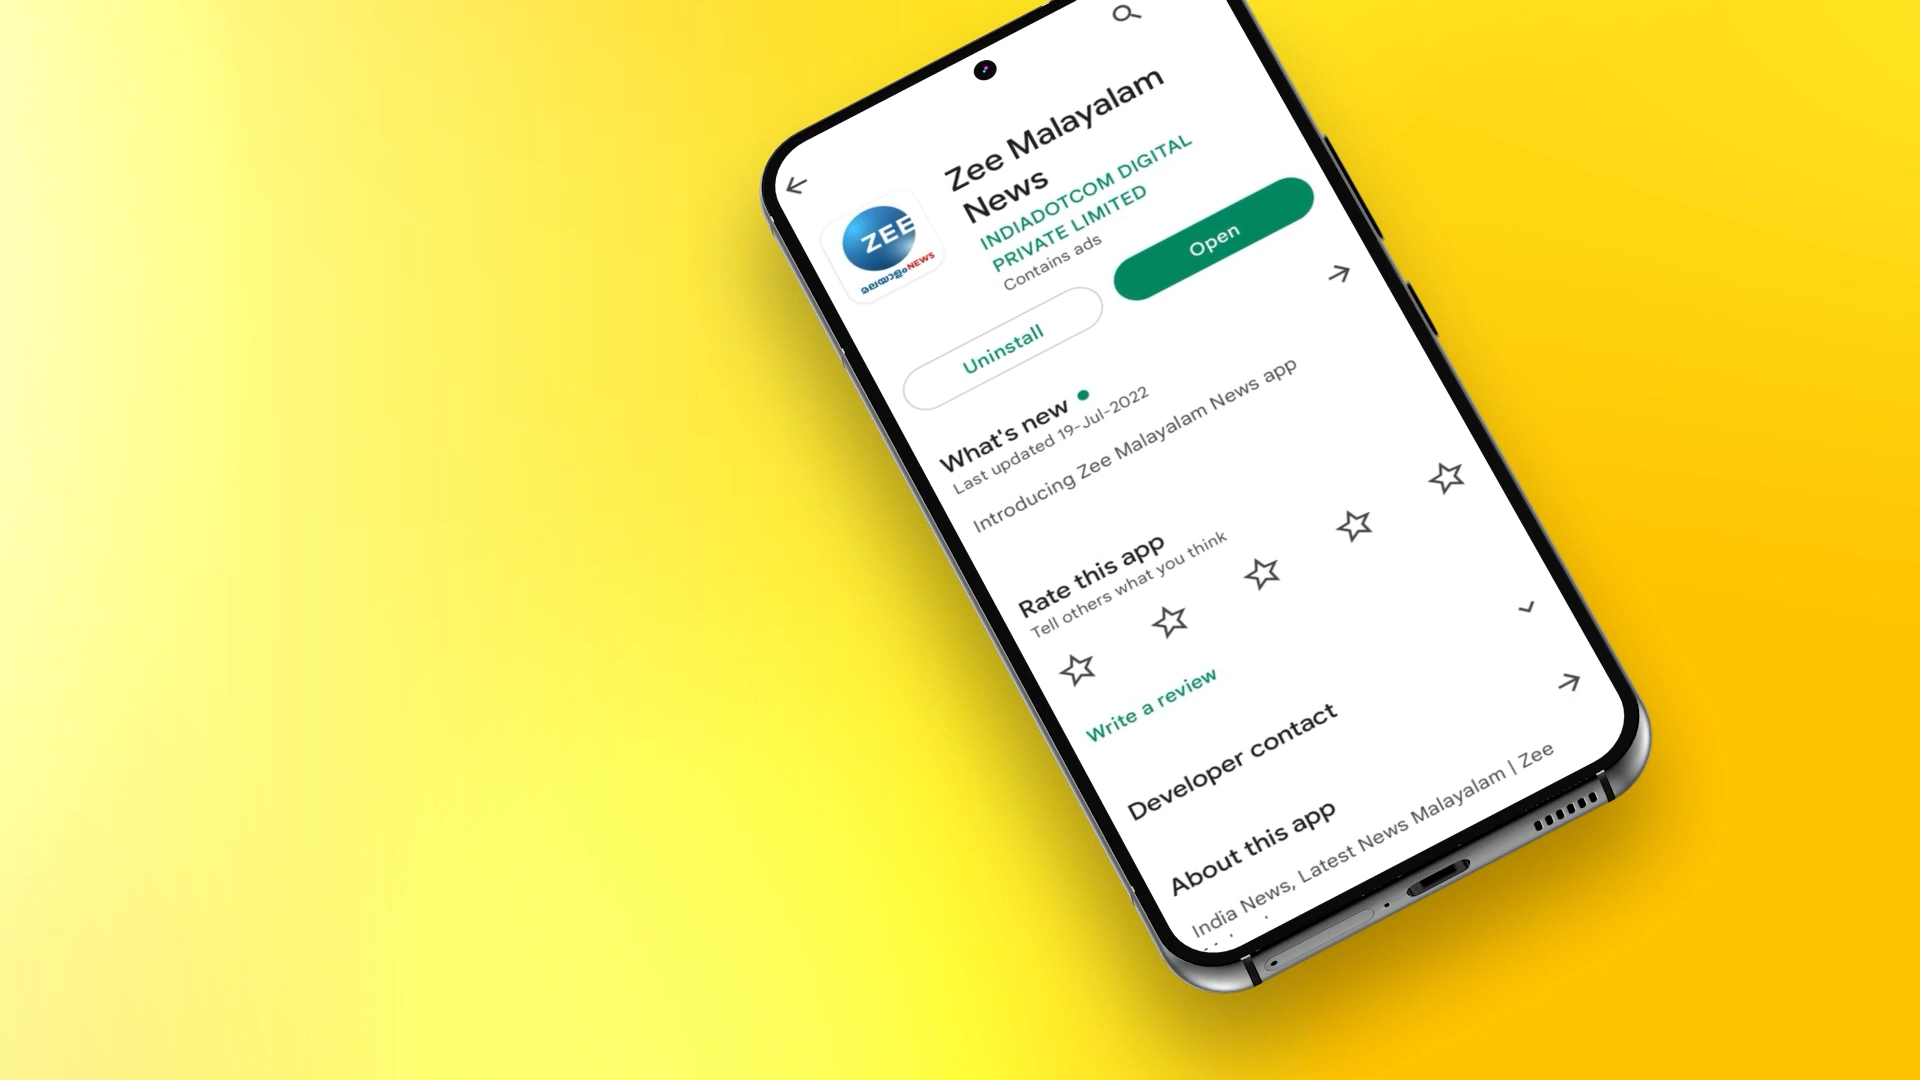 Zee Malayalam
News
INDIADOTCOM DIGITAL
PRIVATE LIMITED
Contains ads
ZEE
മലയാളം NEWS
Uninstall
Open
What's new
Last updated 19-Jul-2022
Introducing Zee Malayalam News app
Rate this app
Tell others what you think
Write a review
Developer contact
About this app
India News, Latest News Malayalam | Zee